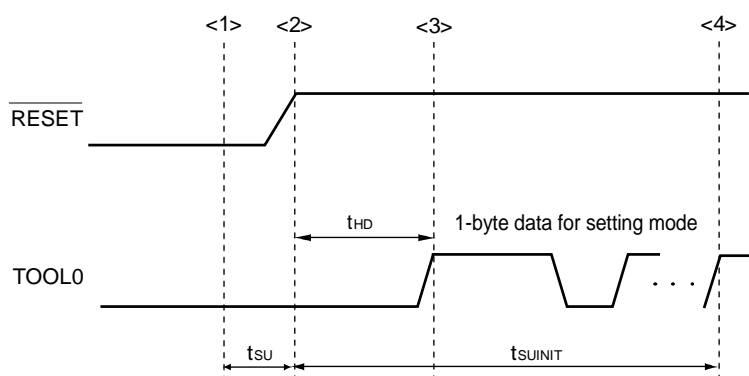 <1> <2> <3> <4>
RESET
tHD 1-byte data for setting mode
TOOL0
. . .
tSU tSUINIT